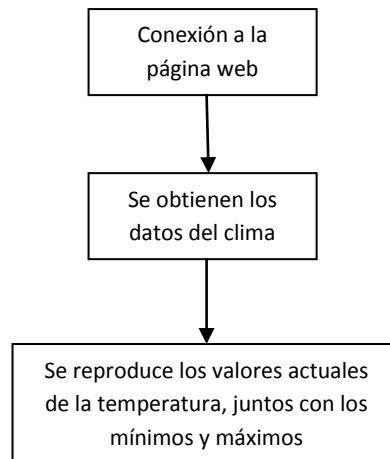 Conexión a la
página web
Se obtienen los
datos del clima
Se reproduce los valores actuales
de la temperatura, juntos con los
mínimos y máximos